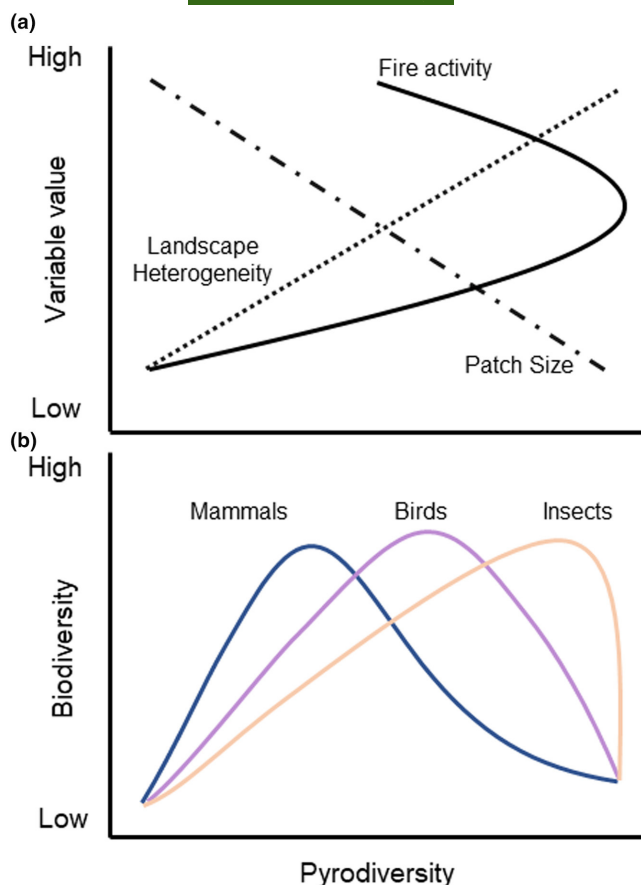 (a)
High
Fire activity
Variable value
Landscape
Heterogeneity
Patch Size
Low
(b)
High
Mammals
Birds
Insects
Biodiversity
Low
Pyrodiversity